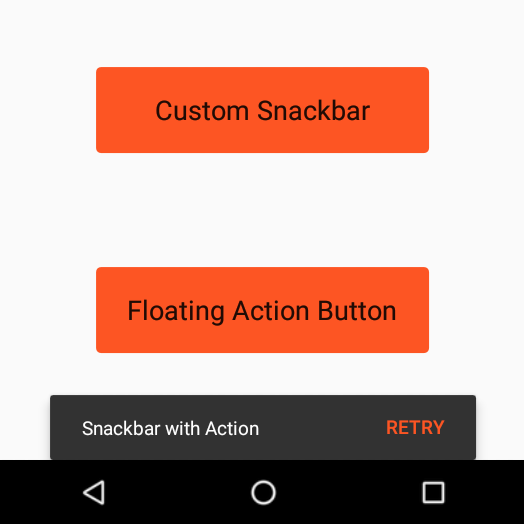 Custom Snackbar
Floating Action Button
Snackbar with Action RETRY